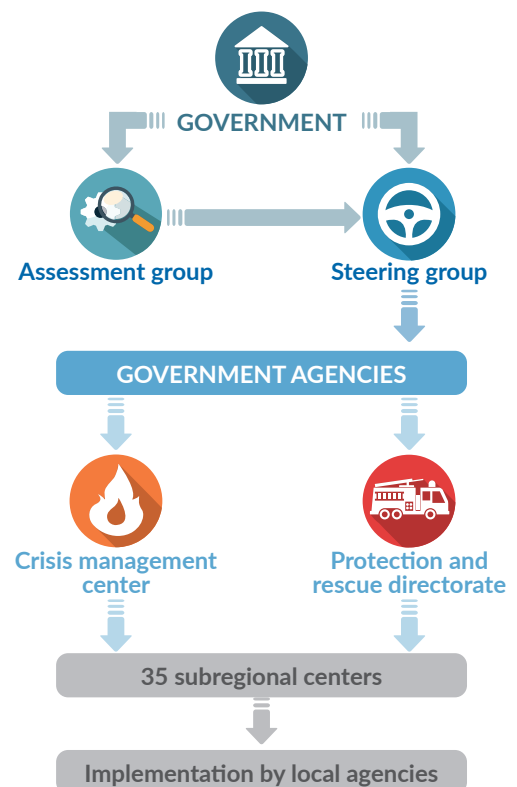 GOVERNMENT
Assessment group
Steering group
GOVERNMENT AGENCIES
Crisis management
center
Protection and
rescue directorate
35 subregional centers
Implementation by local agencies